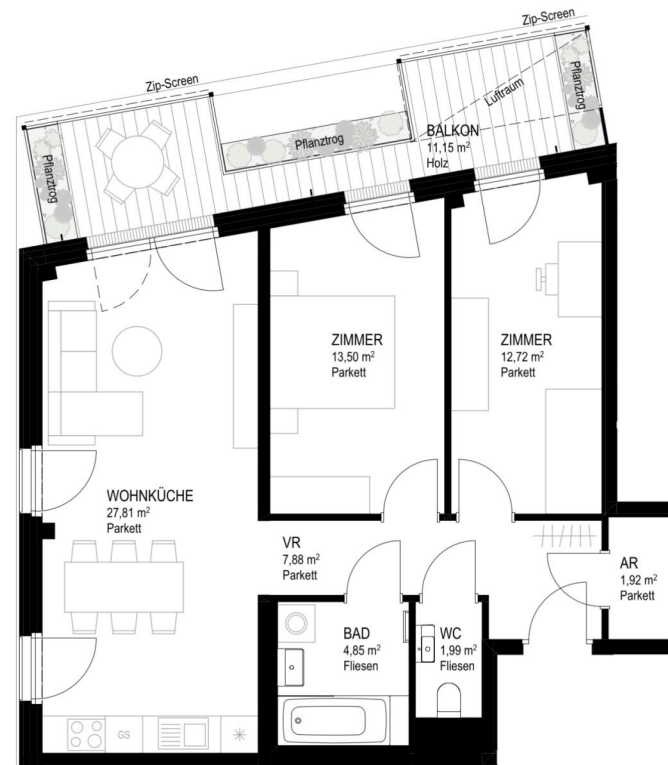 Zip-Screen
Zip-Screen
Pflanztrog
Luftraum
Pflanztrog
Pflanztrog
BALKON
11,15 m²
Holz
ZIMMER
13,50 m²
Parkett
ZIMMER
12,72 m²
Parkett
WOHNKÜCHE
27,81 m²
Parkett
VR
7,88 m²
Parkett
AR
1,92 m²
Parkett
BAD
4,85 m²
Fliesen
WC
1,99 m²
Fliesen
GS